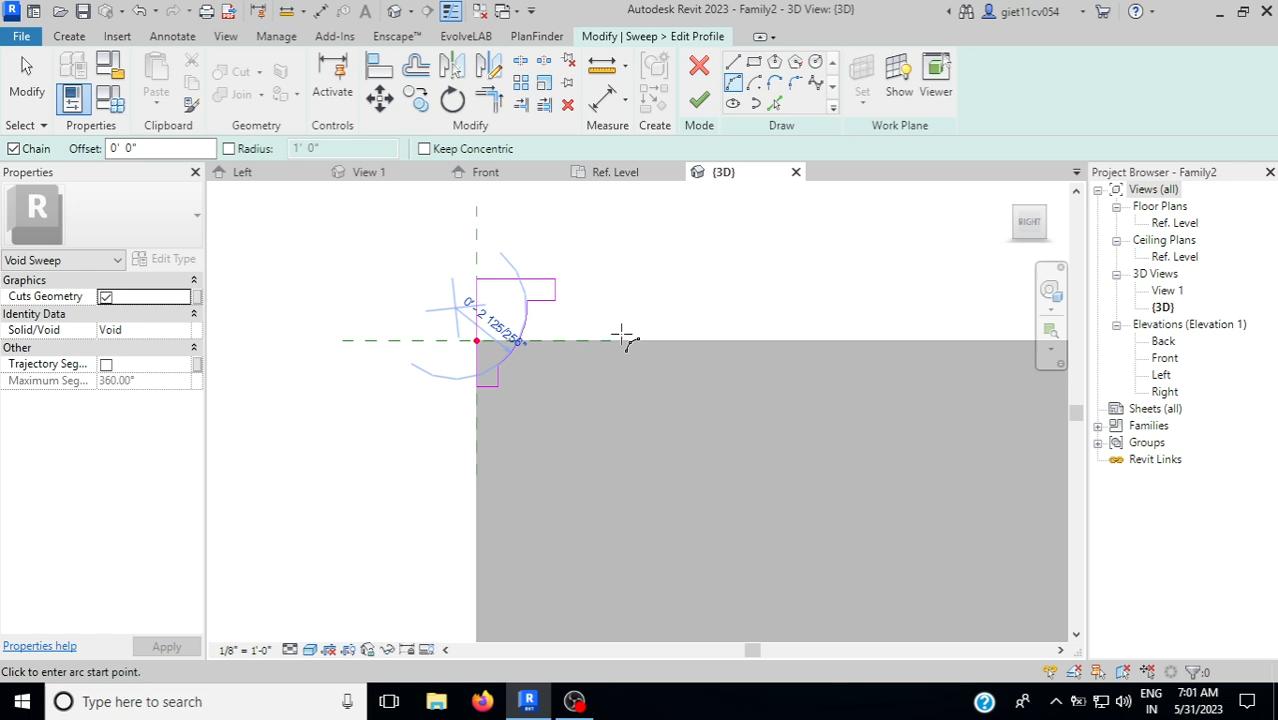 Autodesk Revit 2023 - Family2 - 3D View: {3D}
giet11cv054
File
Create
Insert
Annotate
View
Manage
Add-Ins
Enscape™
EvolveLAB
PlanFinder
Modify | Sweep > Edit Profile
Modify
Paste
Cut
Join
Activate
Set
Show
Viewer
Select
Properties
Clipboard
Geometry
Controls
Modify
Measure
Create
Mode
Draw
Work Plane
Chain
Offset:
0' 0"
Radius:
1' 0"
Keep Concentric
Properties
Left
View 1
Front
Ref. Level
{3D}
Project Browser - Family2
R
Void Sweep
Edit Type
Graphics
Cuts Geometry
Identity Data
Solid/Void
Void
Other
Trajectory Seg...
Maximum Seg...
360.00°
Properties help
Apply
RIGHT
Views (all)
Floor Plans
Ref. Level
Ceiling Plans
Ref. Level
3D Views
View 1
{3D}
Elevations (Elevation 1)
Back
Front
Left
Right
Sheets (all)
Families
Groups
Revit Links
0' - 2 125/256"
1/8" = 1'-0"
Click to enter arc start point.
:0
Type here to search
ENG
IN
7:01 AM
5/31/2023